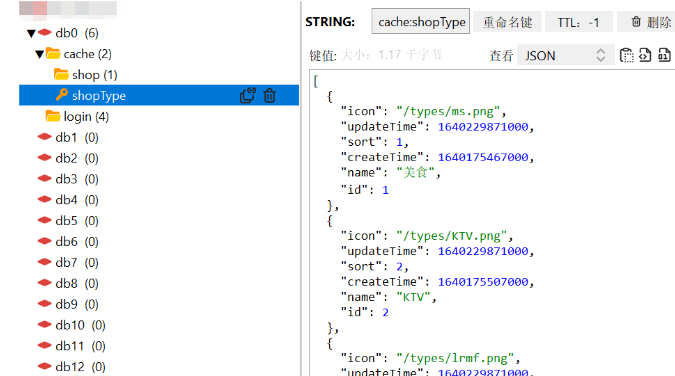 db0 (6)
cache (2)
shop (1)
shopType
login (4)
db1 (0)
db2 (0)
db3 (0)
db4 (0)
db5 (0)
db6 (0)
db7 (0)
db8 (0)
db9 (0)
db10 (0)
db11 (0)
db12 (0)
STRING: cache:shopType 重命名键 TTL: -1 删除
键值: 大小: 1.17 千字节 查看 JSON
[
{
"icon": "/types/ms.png",
"updateTime": 1640229871000,
"sort": 1,
"createTime": 1640175467000,
"name": "美食",
"id": 1
},
{
"icon": "/types/KTV.png",
"updateTime": 1640229871000,
"sort": 2,
"createTime": 1640175507000,
"name": "KTV",
"id": 2
},
{
"icon": "/types/lrmf.png",
"updateTime": 1640229871000,